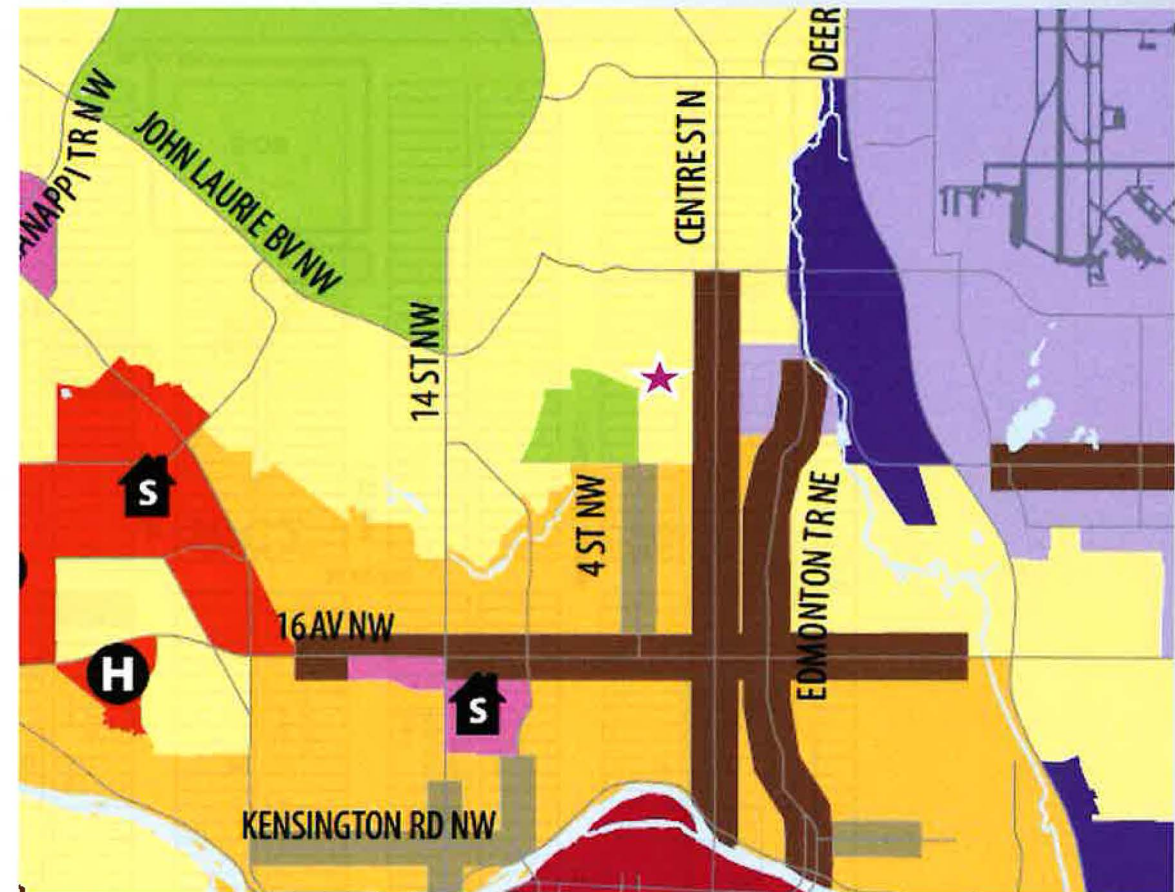 DEER
ANAPPI TR NW
JOHN LAURIE BV NW
CENTRE ST N
14 ST NW
S
4 ST NW
EDMONTON TR NE
16 AV NW
H
S
KENSINGTON RD NW